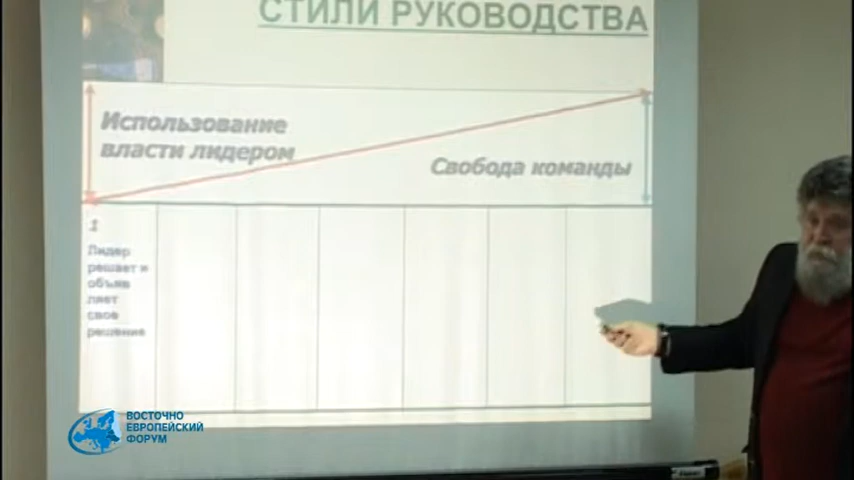 СТИЛИ РУКОВОДСТВА
Использование
власти лидером
Свобода команды
1
Лидер
решает и
объяв
ляет
свое
решение
ВОСТОЧНО
ЕВРОПЕЙСКИЙ
ФОРУМ